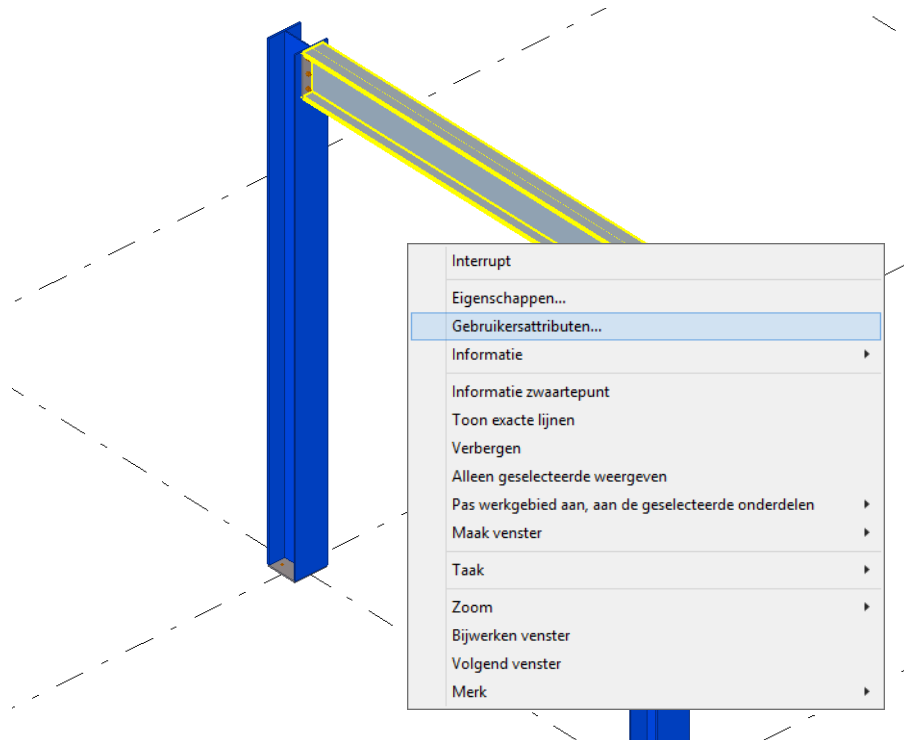 Interrupt
Eigenschappen...
Gebruikersattributen...
Informatie
Informatie zwaartepunt
Toon exacte lijnen
Verbergen
Alleen geselecteerde weergeven
Pas werkgebied aan, aan de geselecteerde onderdelen
Maak venster
Taak
Zoom
Bijwerken venster
Volgend venster
Merk